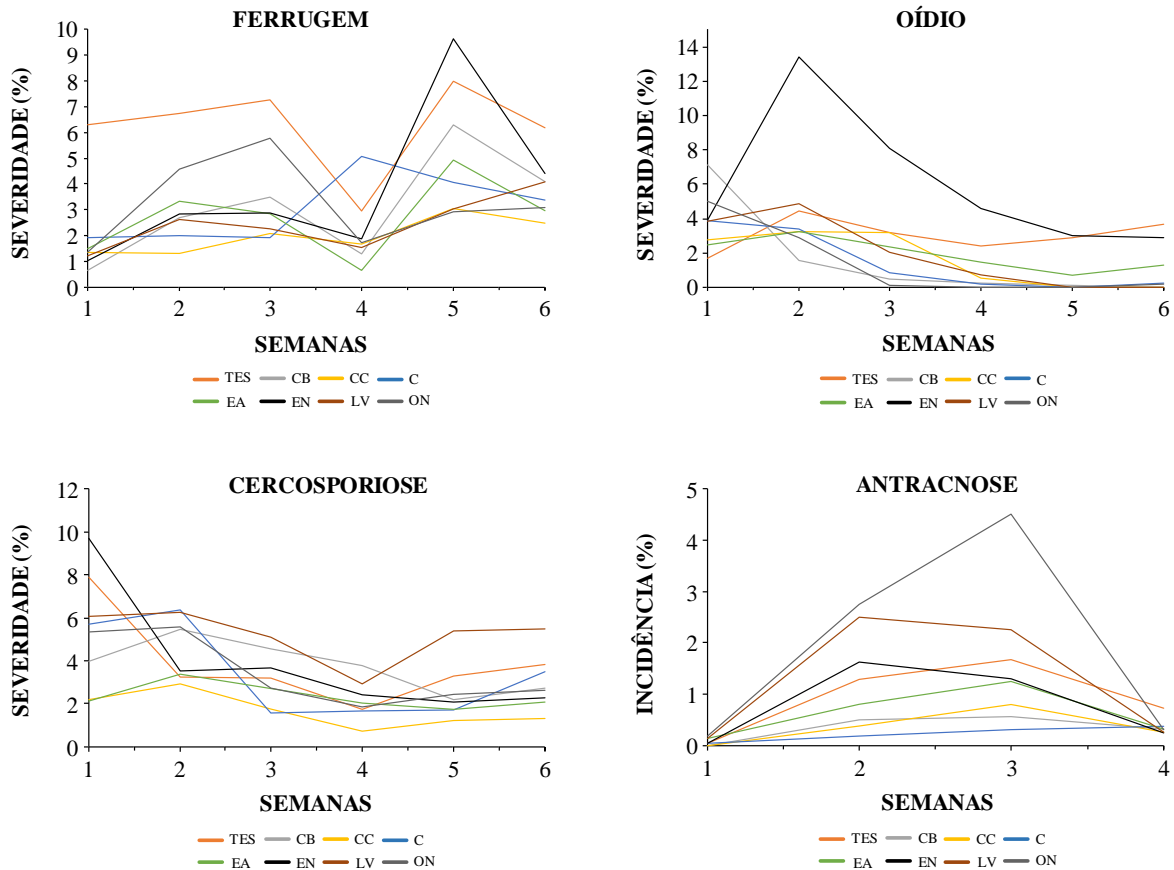 FERRUGEM
SEVERIDADE (%)
10
9
8
7
6
5
4
3
2
1
0
1 2 3 4 5 6
SEMANAS
TES CB CC C
EA EN LV ON
OÍDIO
SEVERIDADE (%)
14
12
10
8
6
4
2
0
1 2 3 4 5 6
SEMANAS
TES CB CC C
EA EN LV ON
CERCOSPORIOSE
SEVERIDADE (%)
12
10
8
6
4
2
0
1 2 3 4 5 6
SEMANAS
TES CB CC C
EA EN LV ON
ANTRACNOSE
INCIDÊNCIA (%)
5
4
3
2
1
0
1 2 3 4
SEMANAS
TES CB CC C
EA EN LV ON